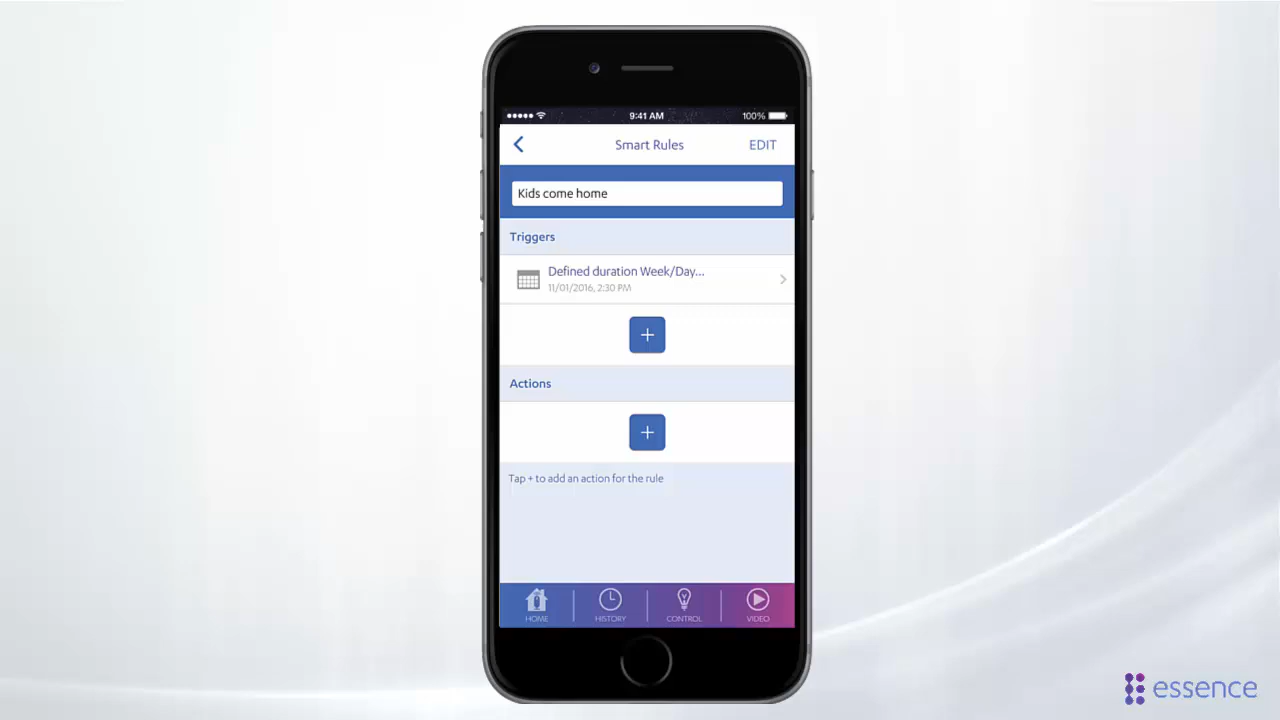 9:41 AM
100%
Smart Rules
EDIT
Kids come home
Triggers
Defined duration Week/Day...
11/01/2016, 2:30 PM
+
Actions
+
Tap + to add an action for the rule
HOME
HISTORY
CONTROL
VIDEO
essence